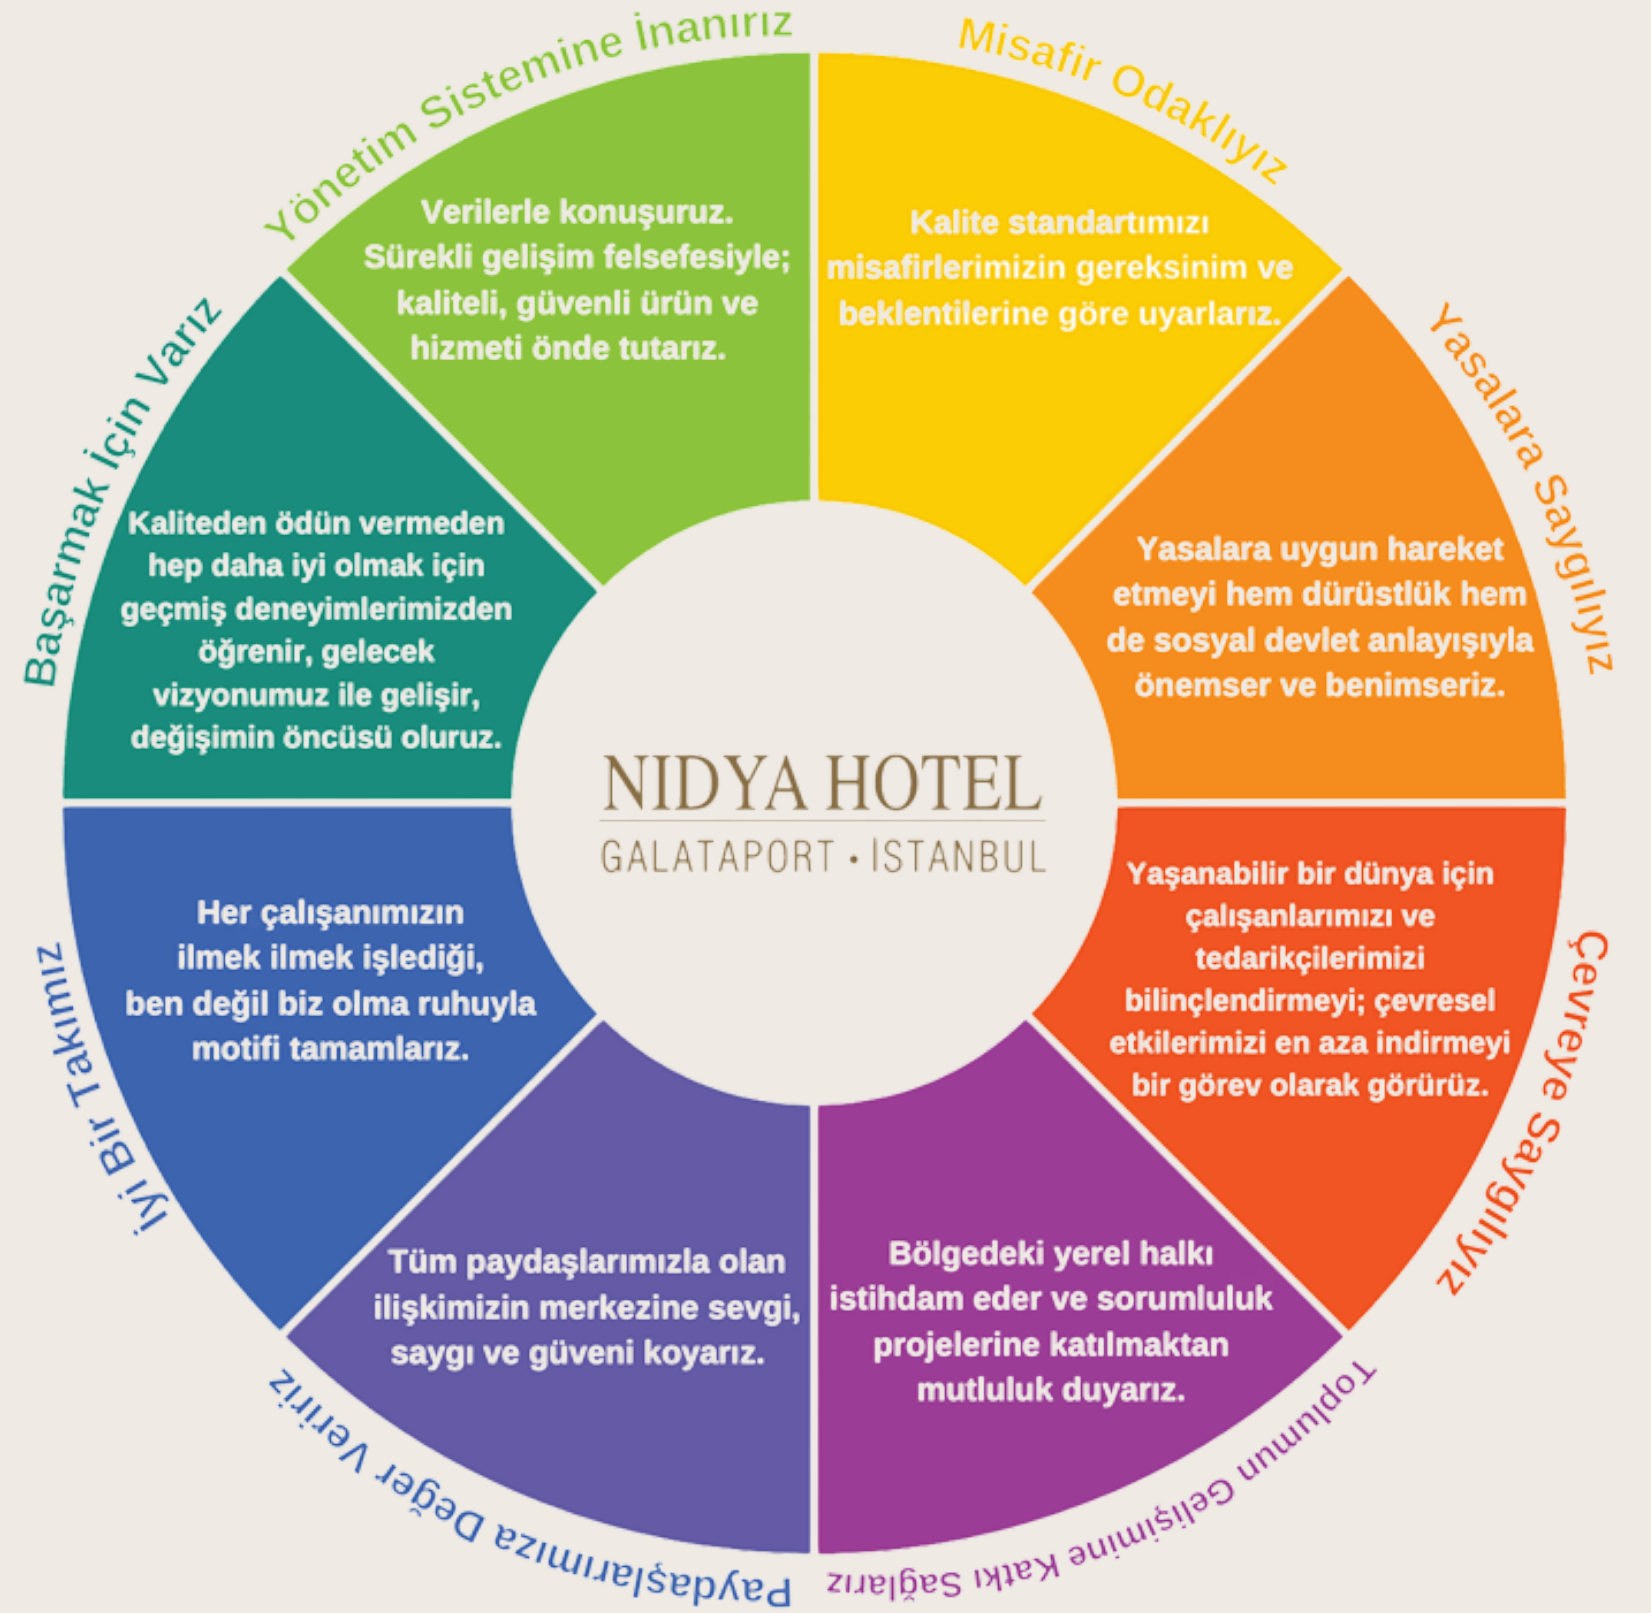 Yönetim Sistemine İnanırız
Verilerle konuşuruz.
Sürekli gelişim felsefesiyle;
kaliteli, güvenli ürün ve
hizmeti önde tutarız.
Misafir Odaklıyız
Kalite standartımızı
misafirlerimizin gereksinim ve
beklentilerine göre uyarlarız.
Yasalara Saygılıyız
Yasalara uygun hareket
etmeyi hem dürüstlük hem
de sosyal devlet anlayışıyla
önemser ve benimseriz.
Çevreye Saygılıyız
Yaşanabilir bir dünya için
çalışanlarımızı ve
tedarikçilerimizi
bilinçlendirmeyi; çevresel
etkilerimizi en aza indirmeyi
bir görev olarak görürüz.
Toplumun Gelişimine Katkı Sağlarız
Bölgedeki yerel halkı
istihdam eder ve sorumluluk
projelerine katılmaktan
mutluluk duyarız.
Paydaşlarımıza Değer Veririz
Tüm paydaşlarımızla olan
ilişkimizin merkezine sevgi,
saygı ve güveni koyarız.
İyi Bir Takımız
Her çalışanımızın
ilmek ilmek işlediği,
ben değil biz olma ruhuyla
motifi tamamlarız.
Başarmak İçin Varız
Kaliteden ödün vermeden
hep daha iyi olmak için
geçmiş deneyimlerimizden
öğrenir, gelecek
vizyonumuz ile gelişir,
değişimin öncüsü oluruz.
NIDYA HOTEL
GALATAPORT • İSTANBUL